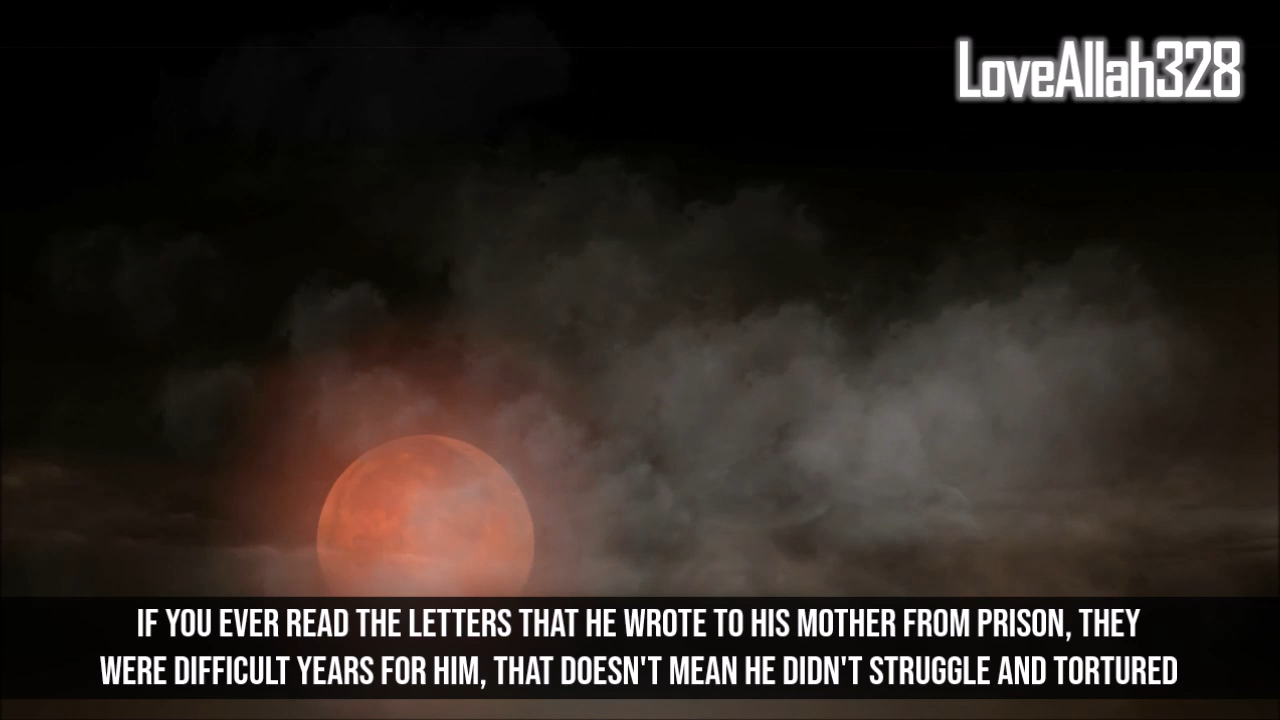 LoveAllah328
IF YOU EVER READ THE LETTERS THAT HE WROTE TO HIS MOTHER FROM PRISON, THEY
WERE DIFFICULT YEARS FOR HIM, THAT DOESN'T MEAN HE DIDN'T STRUGGLE AND TORTURED